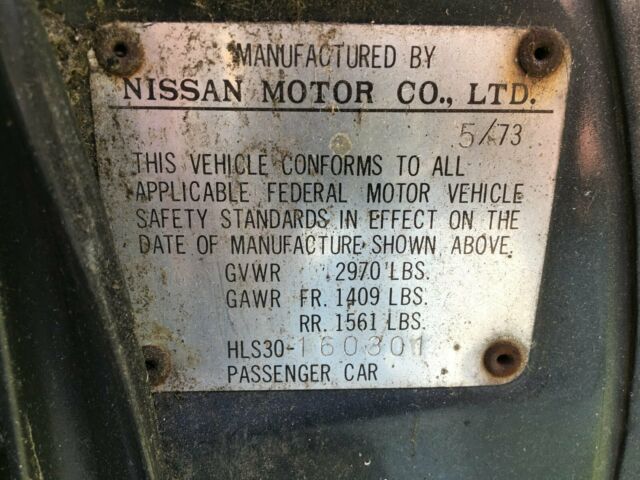 MANUFACTURED BY
NISSAN MOTOR CO., LTD.
5/73
THIS VEHICLE CONFORMS TO ALL
APPLICABLE FEDERAL MOTOR VEHICLE
SAFETY STANDARDS IN EFFECT ON THE
DATE OF MANUFACTURE SHOWN ABOVE.
GVWR 2970 LBS.
GAWR FR. 1409 LBS.
RR. 1561 LBS.
HLS30-160301
PASSENGER CAR